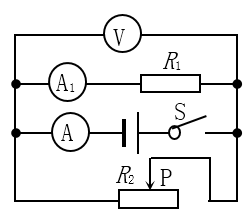 V
A₁ R₁
A S
R₂ P